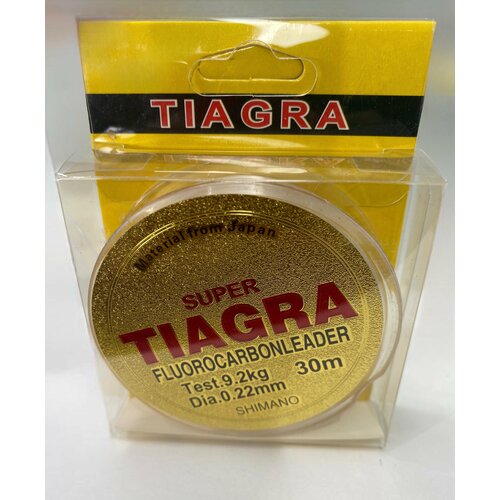 TIAGRA
Material from Japan
SUPER
TIAGRA
FLUOROCARBONLEADER
Test.9.2kg 30m
Dia.0.22mm
SHIMANO